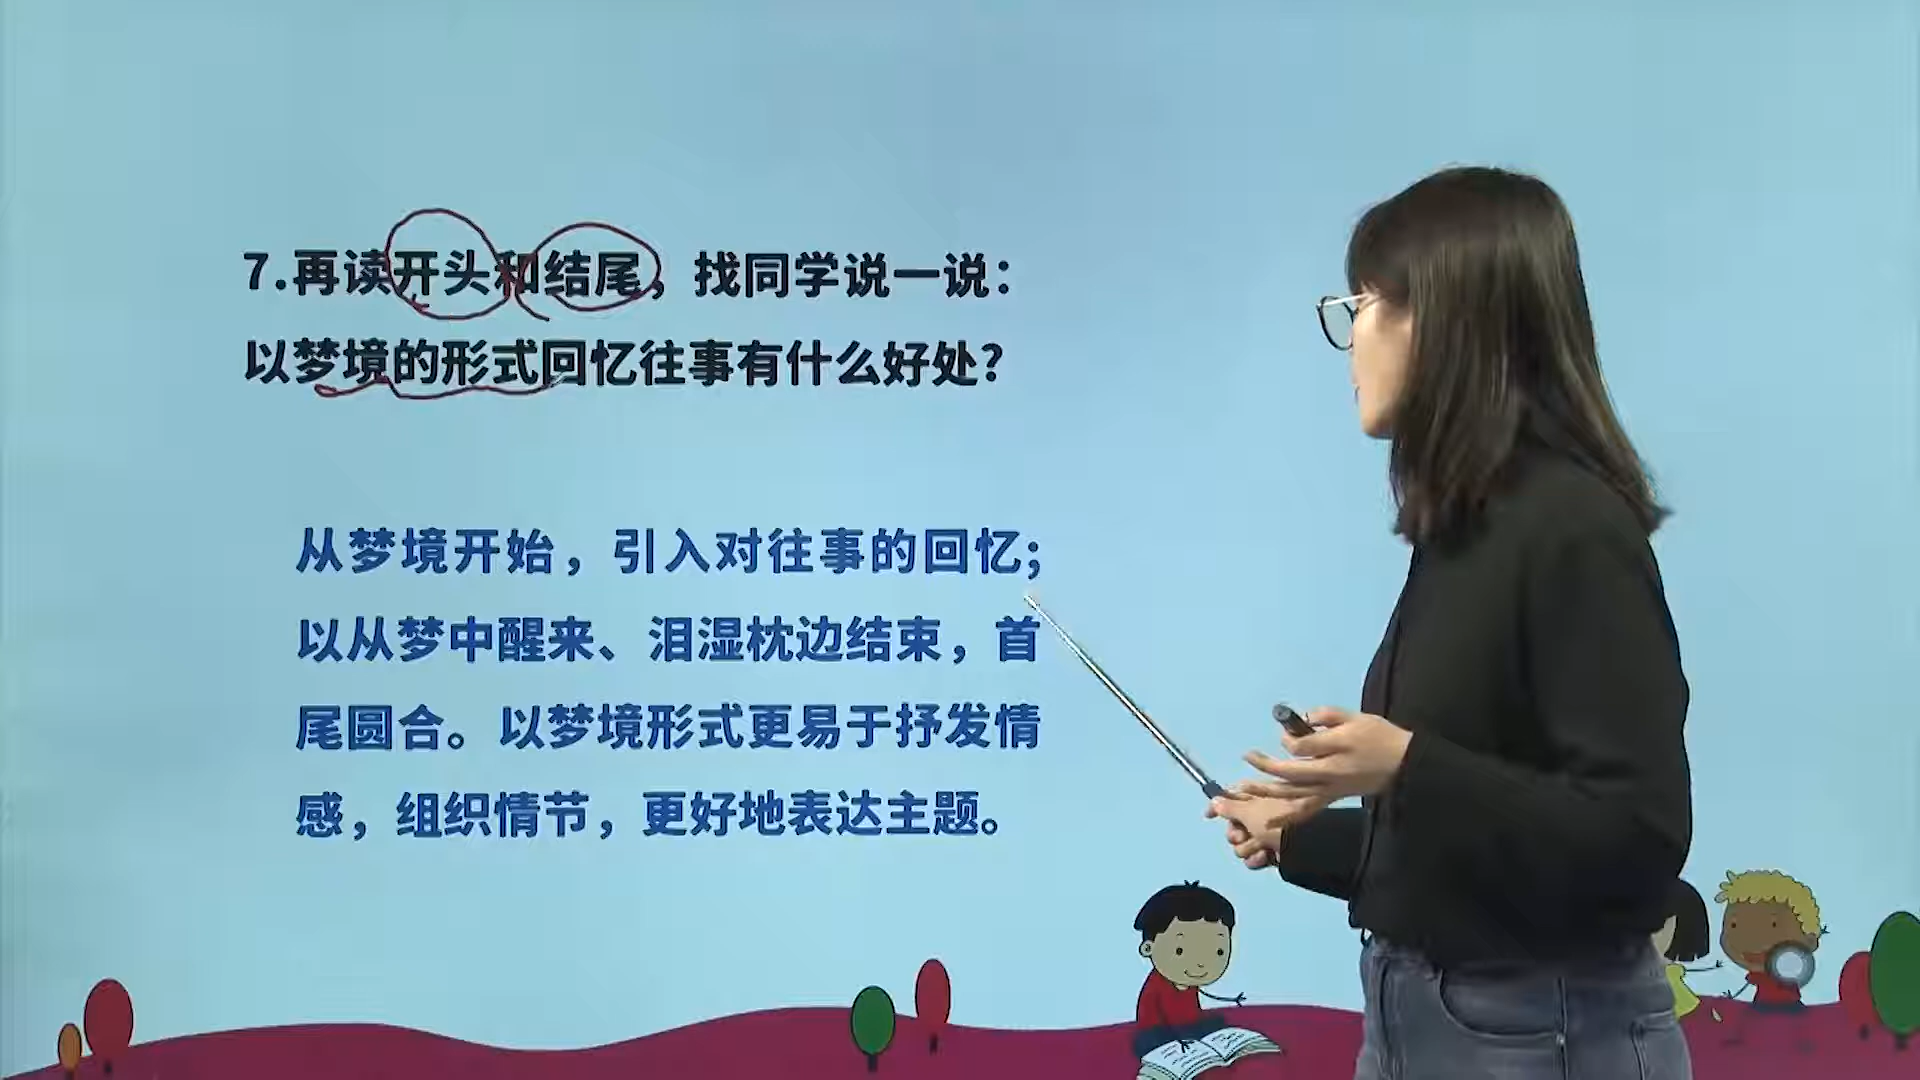 7.再读开头和结尾，找同学说一说：
以梦境的形式回忆往事有什么好处？
从梦境开始，引入对往事的回忆；
以从梦中醒来、泪湿枕边结束，首
尾圆合。以梦境形式更易于抒发情
感，组织情节，更好地表达主题。